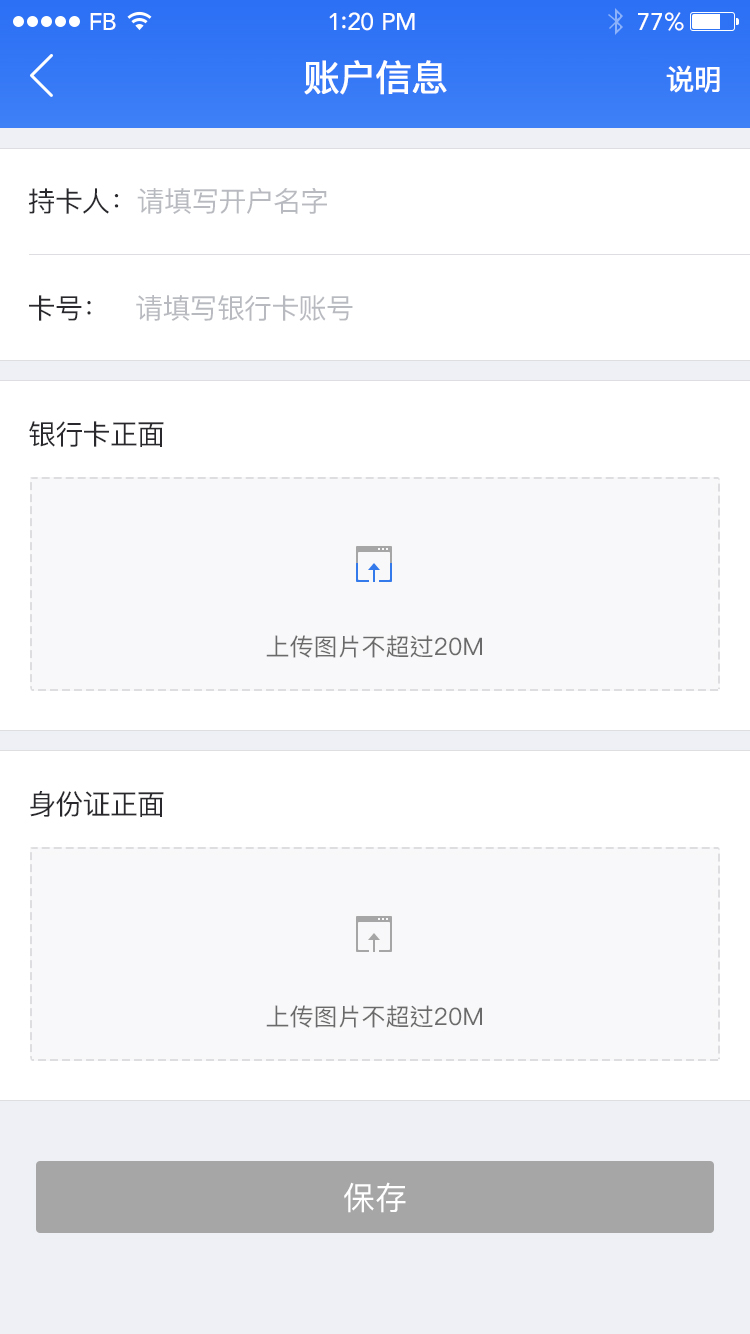 FB 1:20 PM 77%
账户信息 说明
持卡人： 请填写开户名字
卡号： 请填写银行卡账号
银行卡正面
上传图片不超过20M
身份证正面
上传图片不超过20M
保存